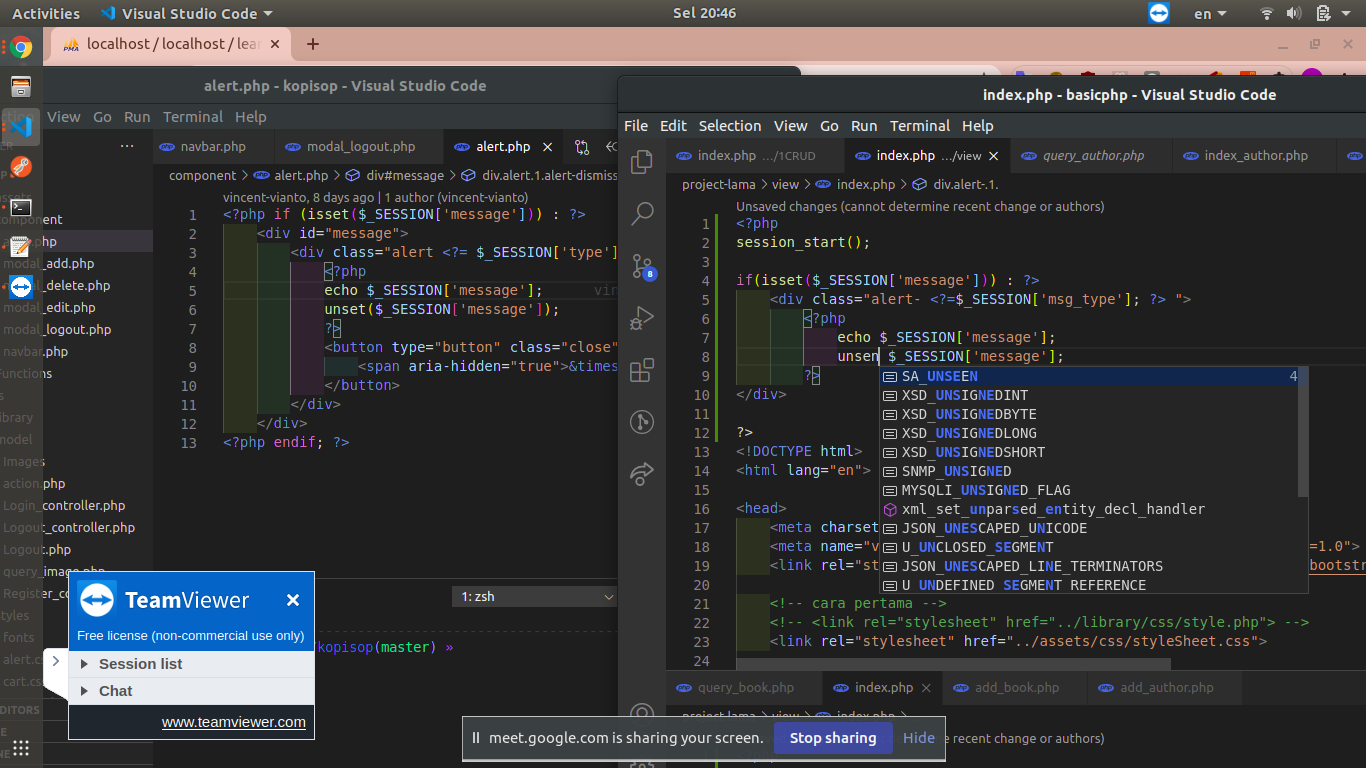 Activities Visual Studio Code Sel 20:46 en
localhost / localhost / lear
alert.php - kopisop - Visual Studio Code
View Go Run Terminal Help
navbar.php modal_logout.php alert.php
component > alert.php > div#message > div.alert.1.alert-dismiss
vincent-vianto, 8 days ago | 1 author (vincent-vianto)
1 <?php if (isset($_SESSION['message'])) : ?>
2 <div id="message">
3 <div class="alert <?= $_SESSION['type']
4 <?php
5 echo $_SESSION['message']; vin
6 unset($_SESSION['message']);
7 ?>
8 <button type="button" class="close"
9 <span aria-hidden="true">&times
10 </button>
11 </div>
12 </div>
13 <?php endif; ?>
modal_add.php
modal_edit.php
modal_logout.php
navbar.php
Images
action.php
Login_controller.php
Logout_controller.php
Logout.php
query_image.php
fonts
1: zsh
kopisop(master) »
TeamViewer
Free license (non-commercial use only)
Session list
Chat
www.teamviewer.com
index.php - basicphp - Visual Studio Code
File Edit Selection View Go Run Terminal Help
index.php .../1CRUD index.php .../view query_author.php index_author.php
project-lama > view > index.php > div.alert-.1.
Unsaved changes (cannot determine recent change or authors)
1 <?php
2 session_start();
3
4 if(isset($_SESSION['message'])) : ?>
5 <div class="alert- <?=$_SESSION['msg_type']; ?> ">
6 <?php
7 echo $_SESSION['message'];
8 unsen $_SESSION['message'];
9 ?>
10 </div>
11
12 ?>
13 <!DOCTYPE html>
14 <html lang="en">
15
16 <head>
17 <meta charset
18 <meta name="v =1.0">
19 <link rel="st bootstr
20
21 <!-- cara pertama -->
22 <!-- <link rel="stylesheet" href="../library/css/style.php"> -->
23 <link rel="stylesheet" href="../assets/css/styleSheet.css">
24
SA_UNSEEN 4
XSD_UNSIGNEDINT
XSD_UNSIGNEDBYTE
XSD_UNSIGNEDLONG
XSD_UNSIGNEDSHORT
SNMP_UNSIGNED
MYSQLI_UNSIGNED_FLAG
xml_set_unparsed_entity_decl_handler
JSON_UNESCAPED_UNICODE
U_UNCLOSED_SEGMENT
JSON_UNESCAPED_LINE_TERMINATORS
U_UNDEFINED_SEGMENT_REFERENCE
8
query_book.php index.php add_book.php add_author.php
project-lama > view > index.php >
e recent change or authors)
meet.google.com is sharing your screen. Stop sharing Hide